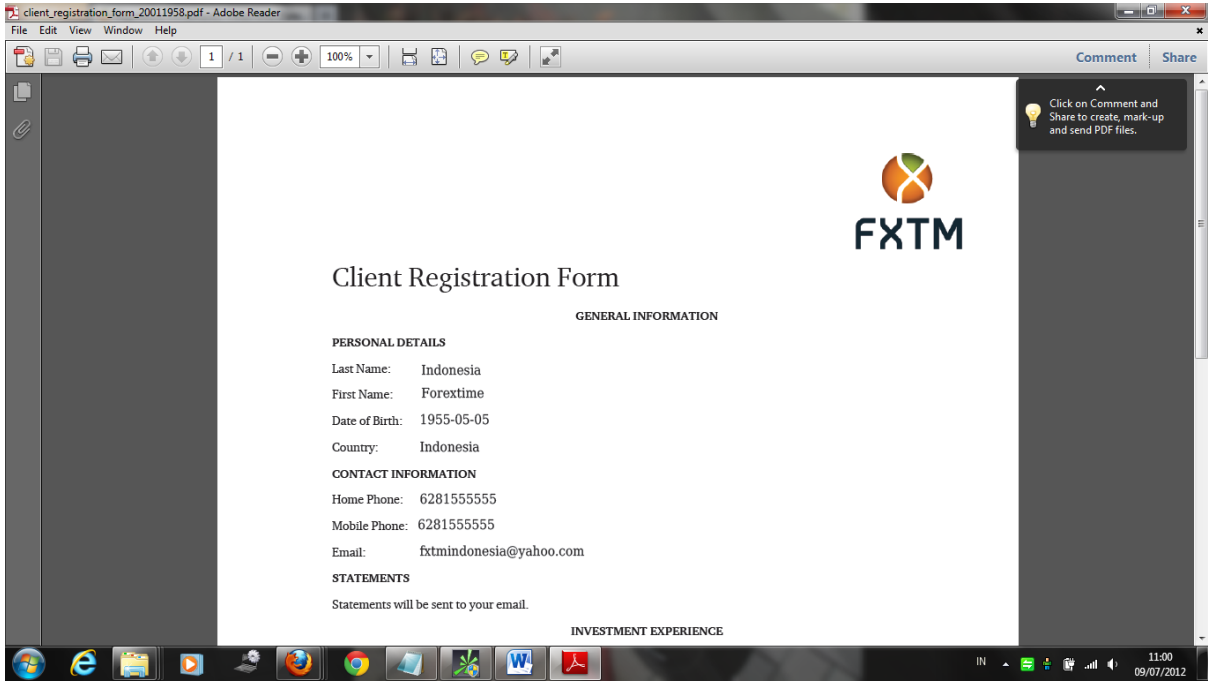 client_registration_form_20011958.pdf - Adobe Reader
File Edit View Window Help
1 / 1 100% Comment Share
Click on Comment and
Share to create, mark-up
and send PDF files.
FXTM
Client Registration Form
GENERAL INFORMATION
PERSONAL DETAILS
Last Name: Indonesia
First Name: Forextime
Date of Birth: 1955-05-05
Country: Indonesia
CONTACT INFORMATION
Home Phone: 6281555555
Mobile Phone: 6281555555
Email: fxtmindonesia@yahoo.com
STATEMENTS
Statements will be sent to your email.
INVESTMENT EXPERIENCE
IN 11:00
09/07/2012